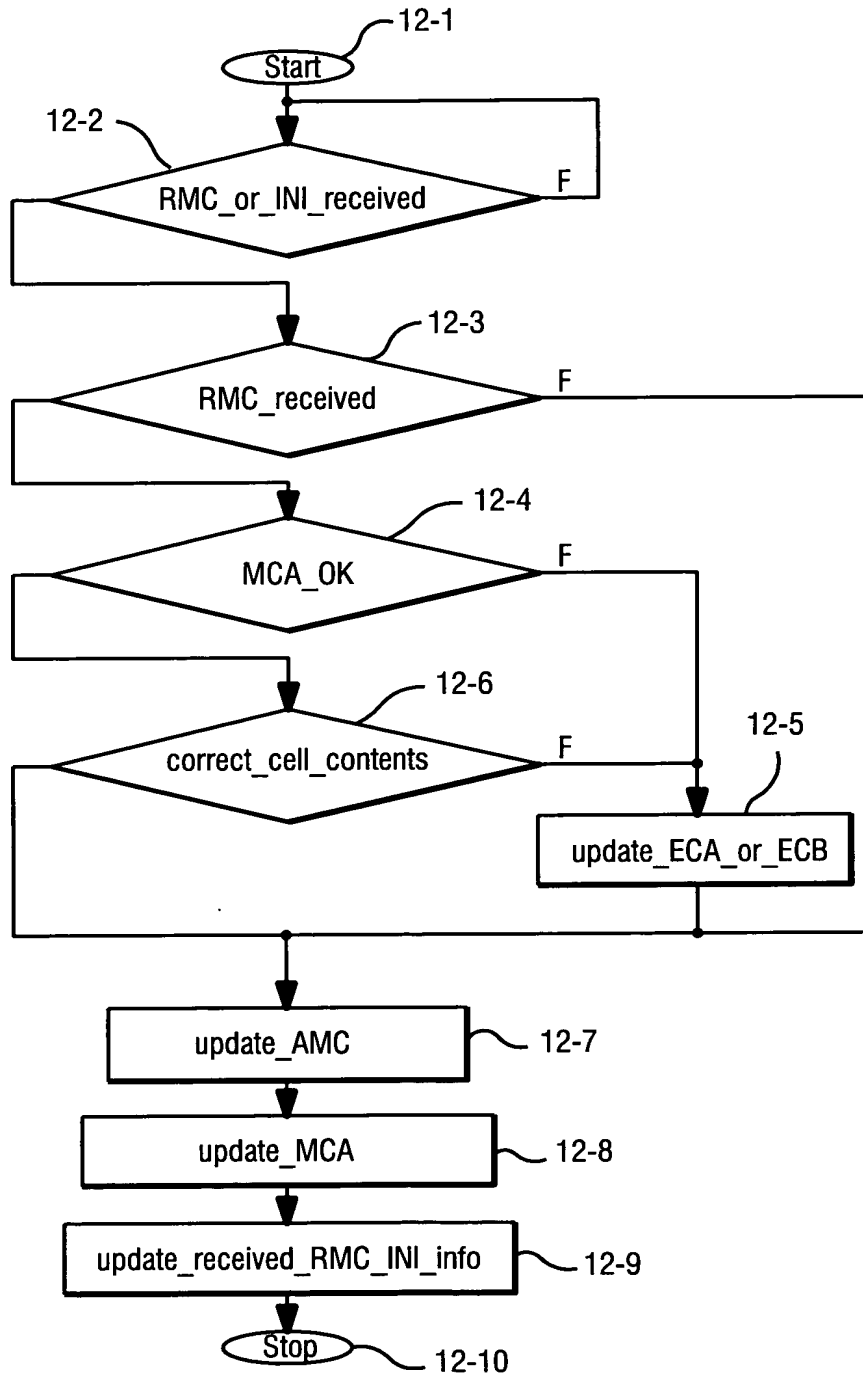 12-1
Start
12-2
RMC_or_INI_received
F
12-3
RMC_received
F
12-4
MCA_OK
F
12-6
correct_cell_contents
F
12-5
update_ECA_or_ECB
update_AMC
12-7
update_MCA
12-8
update_received_RMC_INI_info
12-9
Stop
12-10